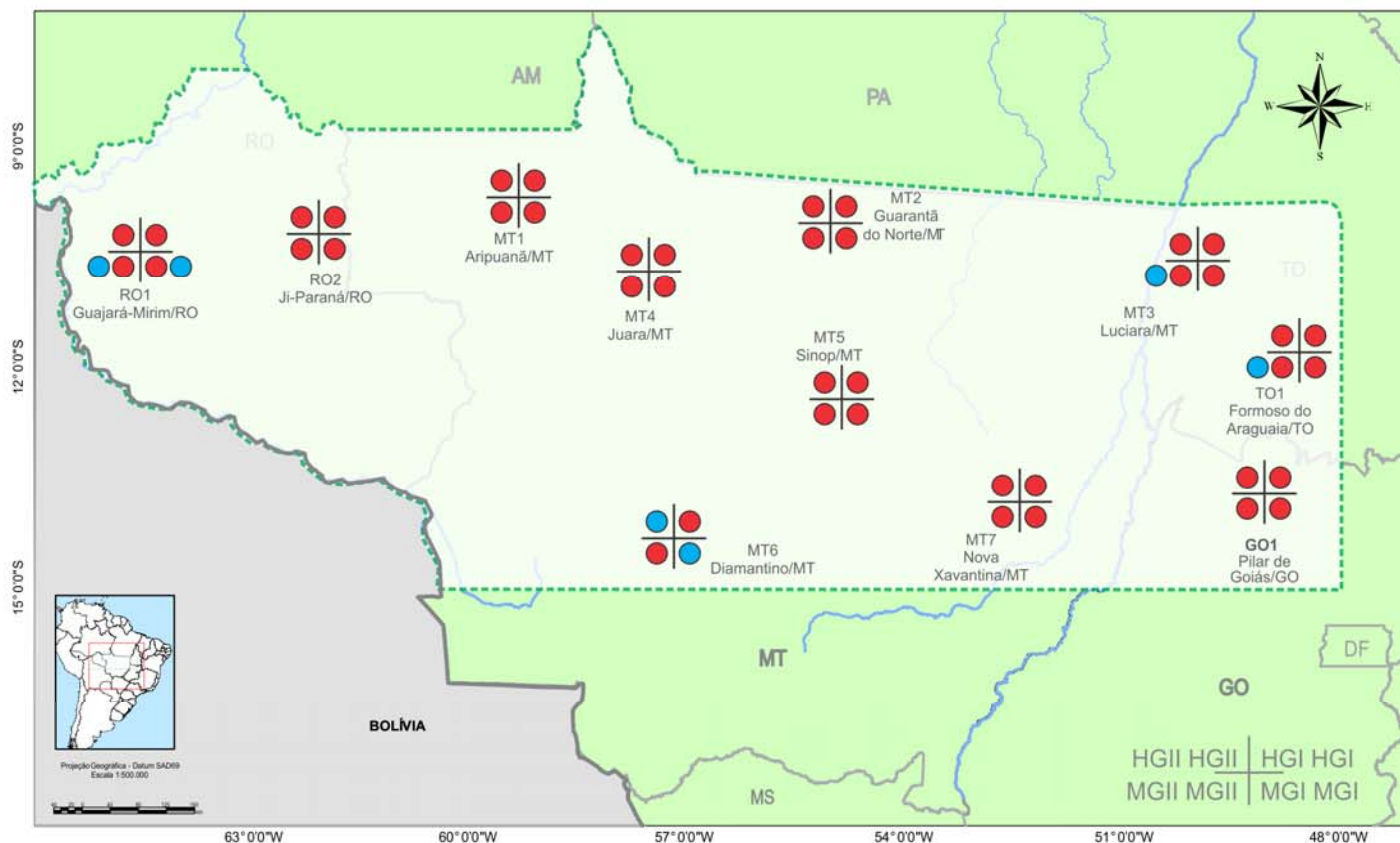 AM
PA
N
W
E
S
RO
9°0'0"S
MT2
Guarantã
do Norte/MT
MT1
Aripuanã/MT
RO2
Ji-Paraná/RO
RO1
Guajará-Mirim/RO
TO
MT4
Juara/MT
MT3
Luciara/MT
MT5
Sinop/MT
12°0'0"S
TO1
Formoso do
Araguaia/TO
MT6
Diamantino/MT
MT7
Nova
Xavantina/MT
GO1
Pilar de
Goiás/GO
15°0'0"S
DF
MT
GO
BOLÍVIA
Projeção Geográfica - Datum SAD69
Escala 1:500.000
HGII HGII HGI HGI
MGII MGII MGI MGI
MS
63°0'0"W 60°0'0"W 57°0'0"W 54°0'0"W 51°0'0"W 48°0'0"W